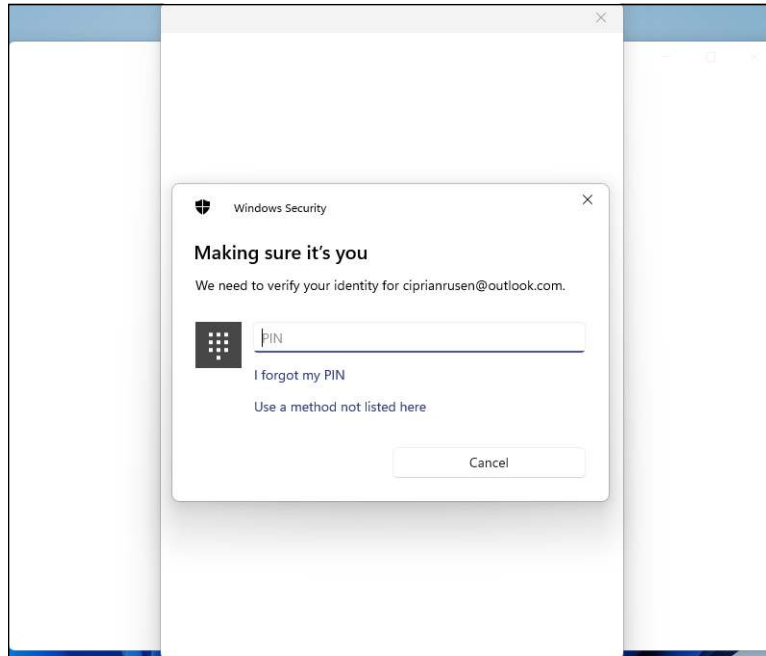 Windows Security
Making sure it's you
We need to verify your identity for ciprianrusen@outlook.com.
PIN
I forgot my PIN
Use a method not listed here
Cancel